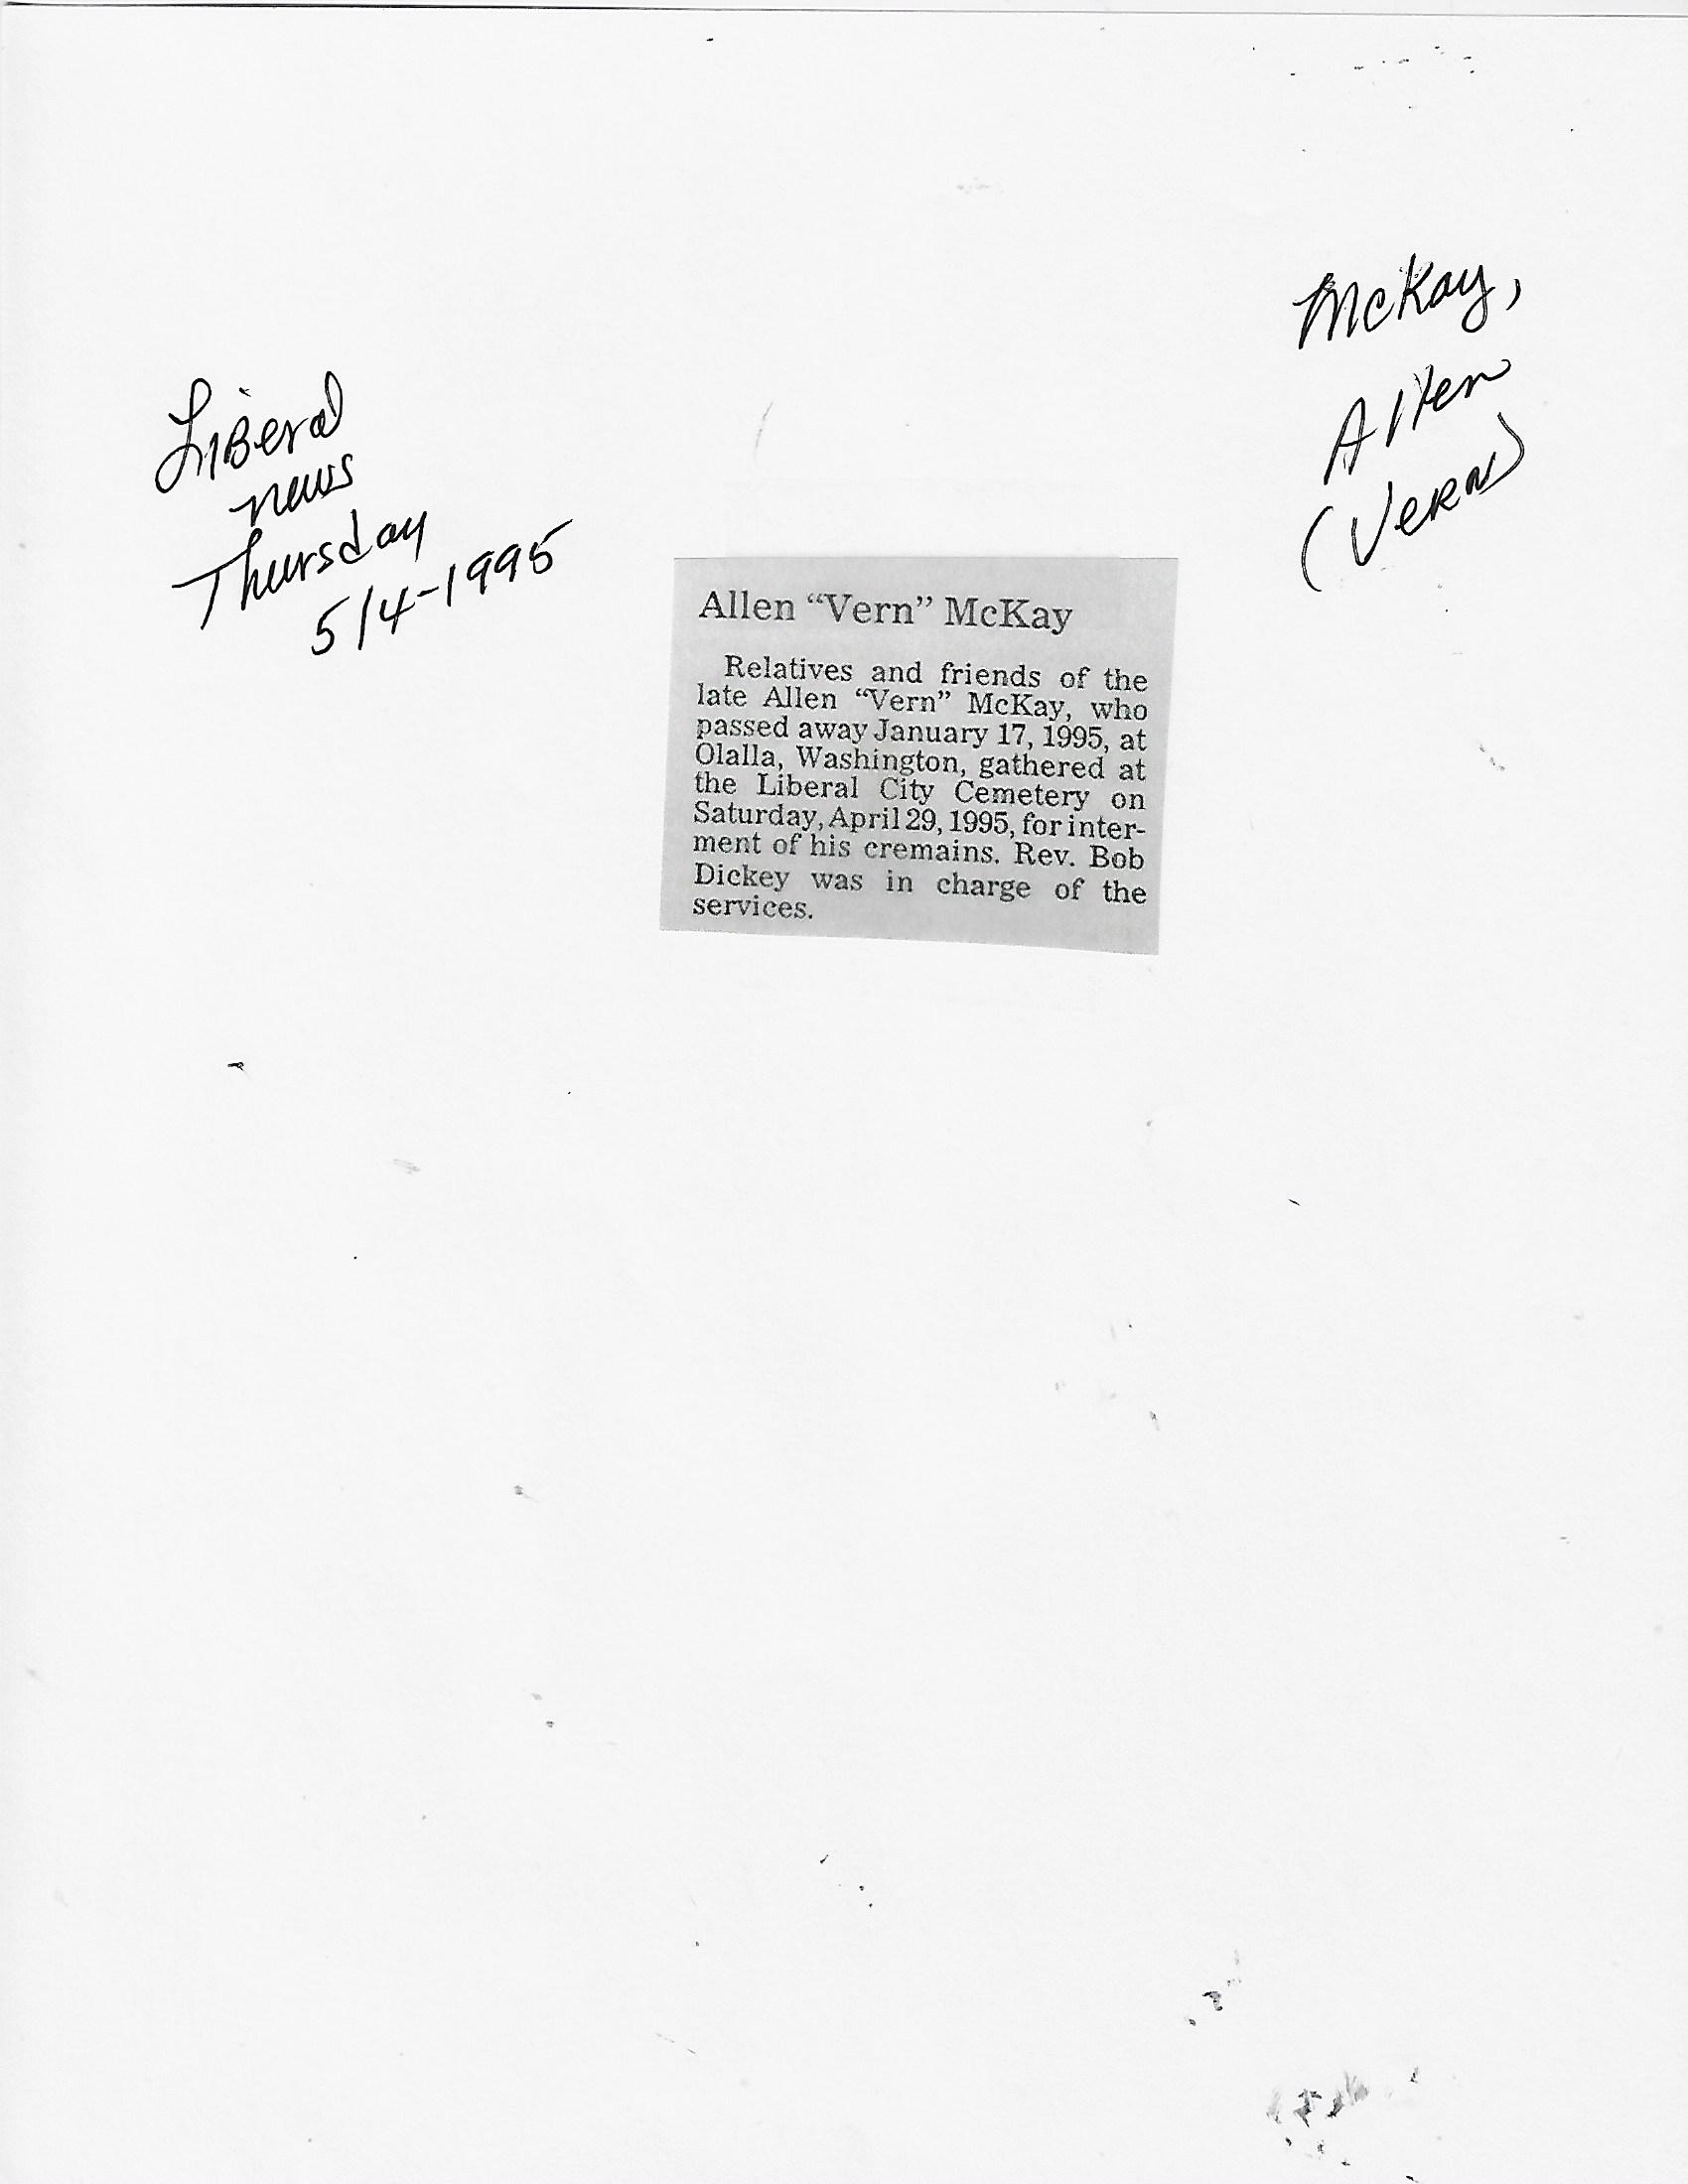 McKay,
Allen
(Vern)
Liberal
news
Thursday
5/4-1995
Allen “Vern” McKay
Relatives and friends of the
late Allen “Vern” McKay, who
passed away January 17, 1995, at
Olalla, Washington, gathered at
the Liberal City Cemetery on
Saturday, April 29, 1995, for inter-
ment of his cremains. Rev. Bob
Dickey was in charge of the
services.